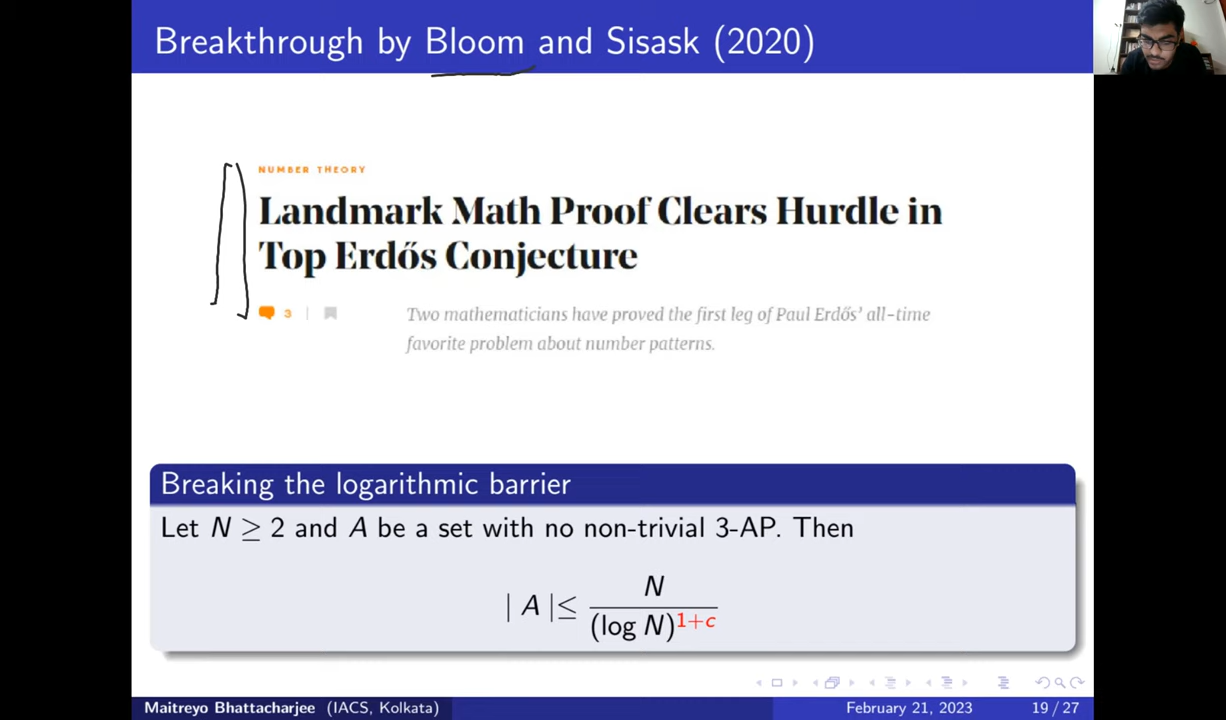 Breakthrough by Bloom and Sisask (2020)
NUMBER THEORY
Landmark Math Proof Clears Hurdle in
Top Erdős Conjecture
3
Two mathematicians have proved the first leg of Paul Erdős' all-time
favorite problem about number patterns.
Breaking the logarithmic barrier
Let N ≥ 2 and A be a set with no non-trivial 3-AP. Then
| A |≤ N / (log N)^{1+c}
Maitreyo Bhattacharjee (IACS, Kolkata) February 21, 2023 19 / 27